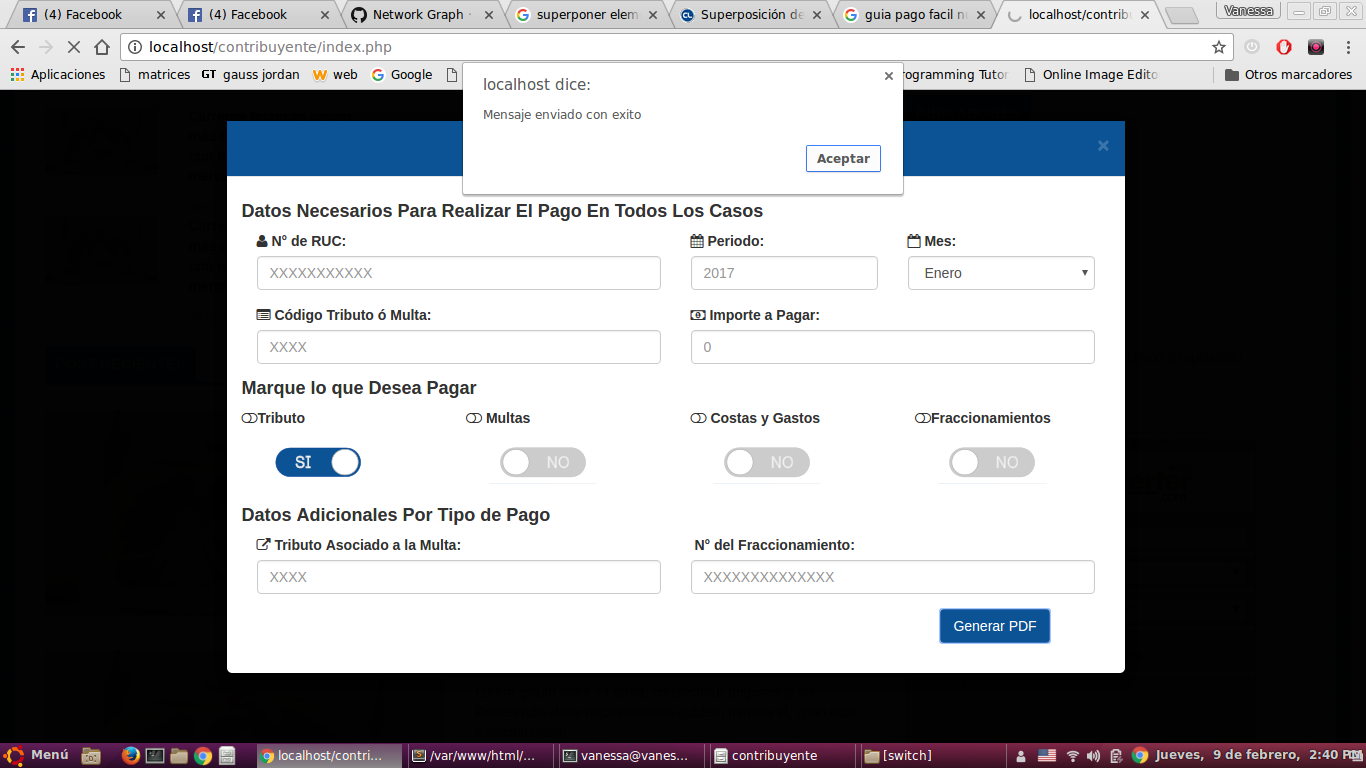 (4) Facebook
(4) Facebook
Network Graph
superponer elem
Superposición de
guia pago facil
localhost/contrib
Vanessa
localhost/contribuyente/index.php
Aplicaciones
matrices
GT gauss jordan
web
Google
rogramming Tutor
Online Image Edito
Otros marcadores
localhost dice:
Mensaje enviado con exito
Aceptar
Datos Necesarios Para Realizar El Pago En Todos Los Casos
N° de RUC:
Periodo:
Mes:
XXXXXXXXXXX
2017
Enero
Código Tributo ó Multa:
Importe a Pagar:
XXXX
0
Marque lo que Desea Pagar
Tributo
Multas
Costas y Gastos
Fraccionamientos
SI
NO
NO
NO
Datos Adicionales Por Tipo de Pago
Tributo Asociado a la Multa:
N° del Fraccionamiento:
XXXX
XXXXXXXXXXXXXX
Generar PDF
Menú
localhost/contri...
/var/www/html/...
vanessa@vanes...
contribuyente
[switch]
Jueves, 9 de febrero, 2:40 PM